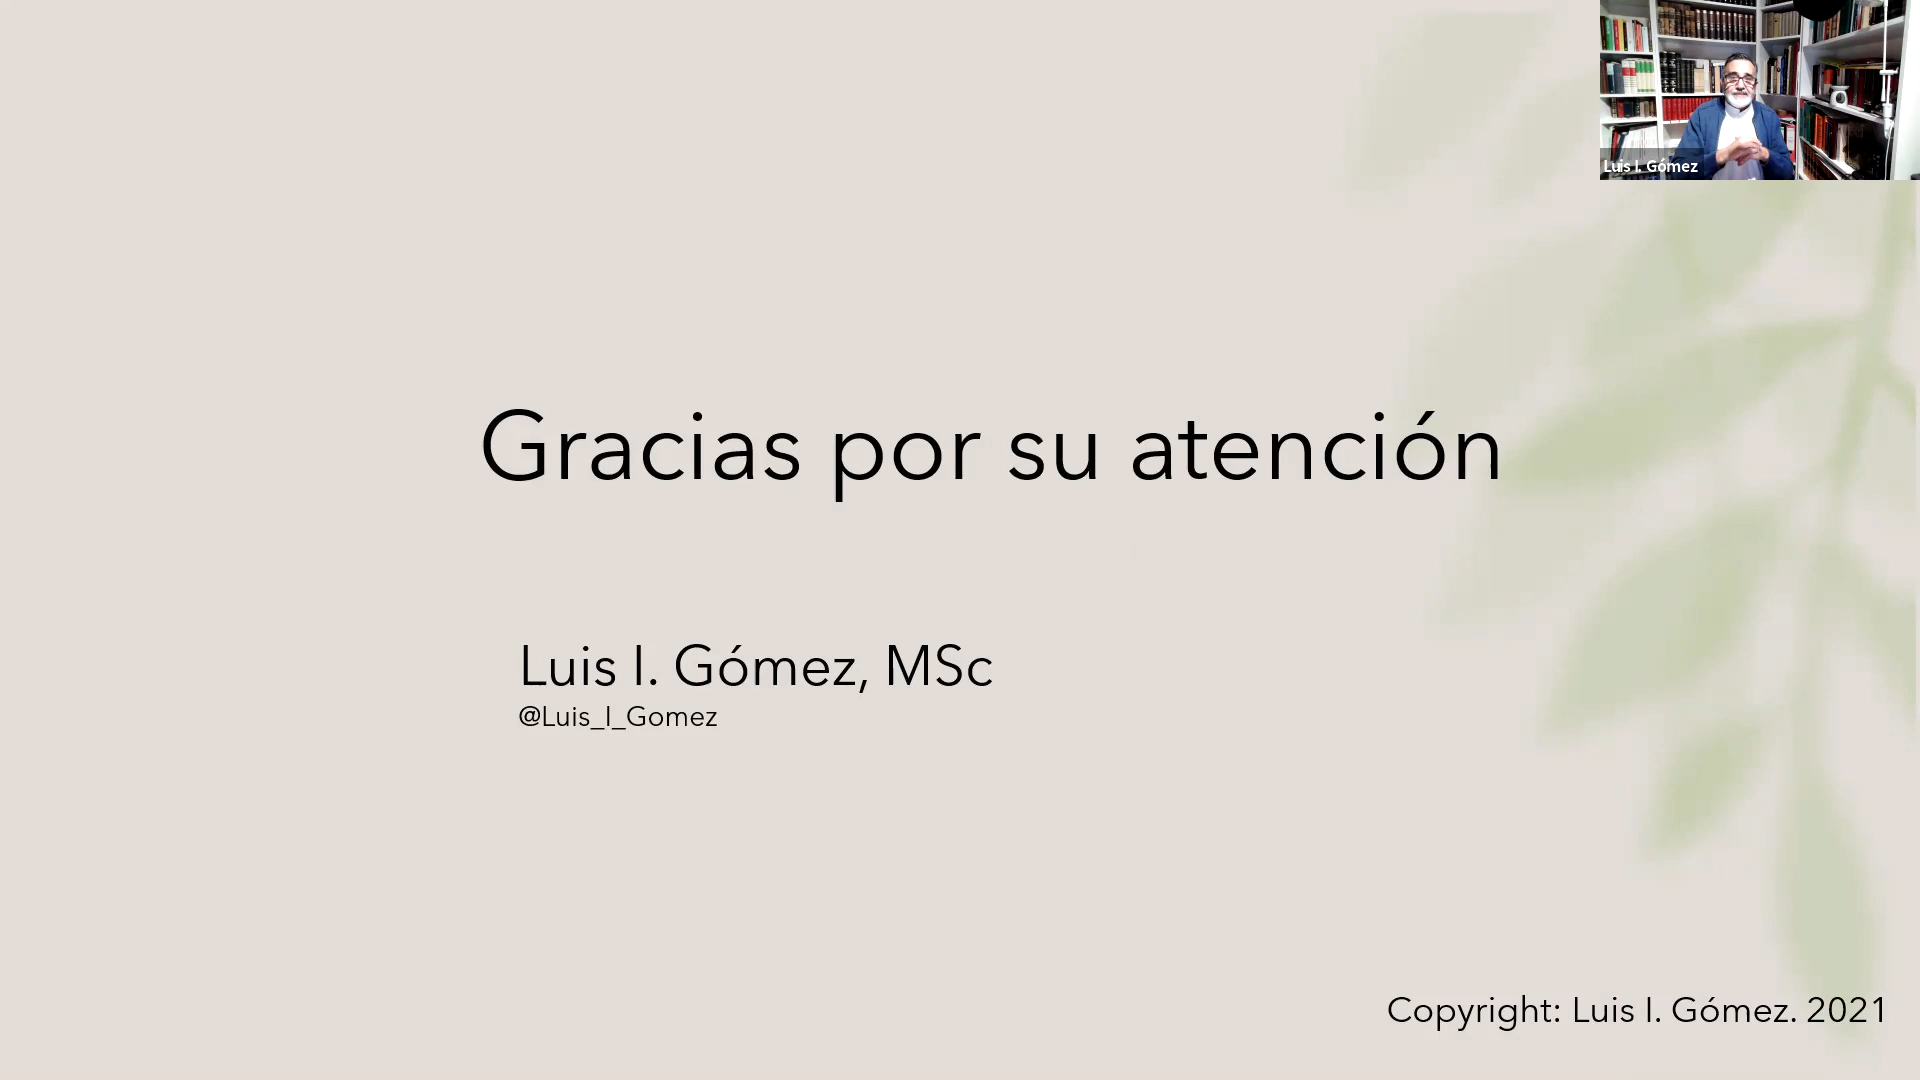 Luis I. Gómez
Gracias por su atención
Luis I. Gómez, MSc
@Luis_I_Gomez
Copyright: Luis I. Gómez. 2021